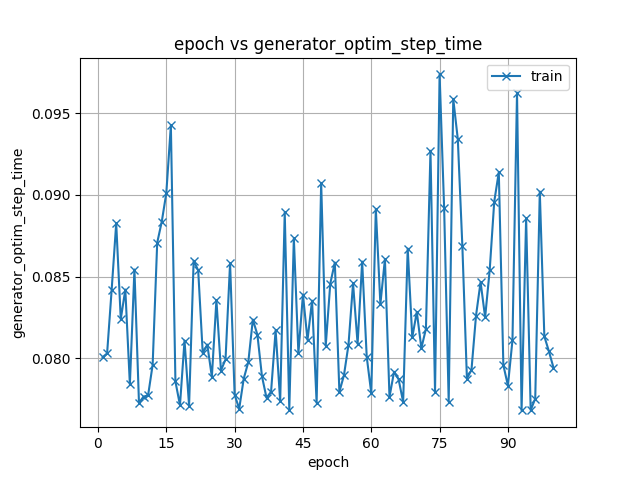 epoch vs generator_optim_step_time
train
generator_optim_step_time
0.095
0.090
0.085
0.080
0 15 30 45 60 75 90
epoch